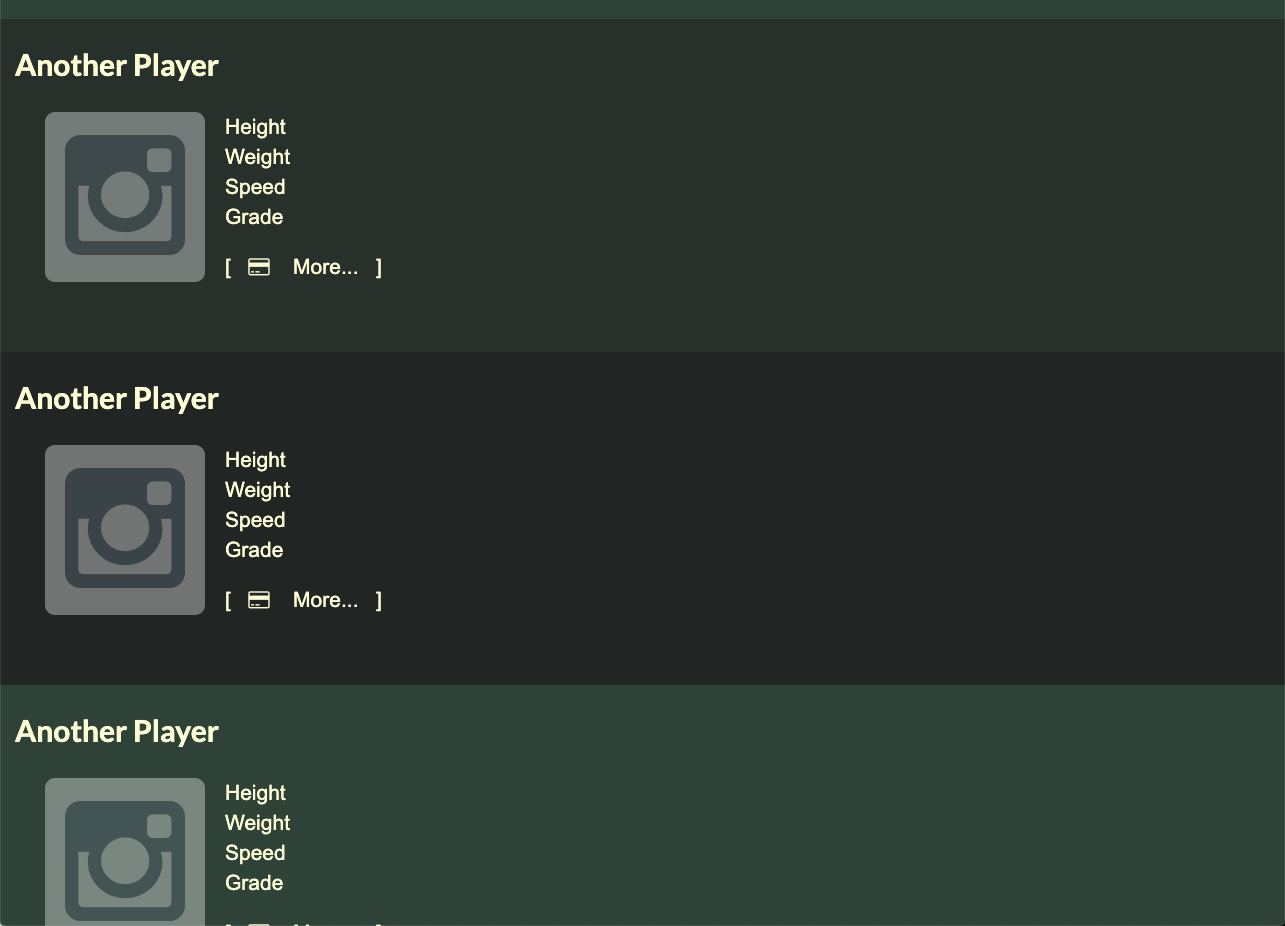 Another Player
Height
Weight
Speed
Grade
[ More... ]
Another Player
Height
Weight
Speed
Grade
[ More... ]
Another Player
Height
Weight
Speed
Grade